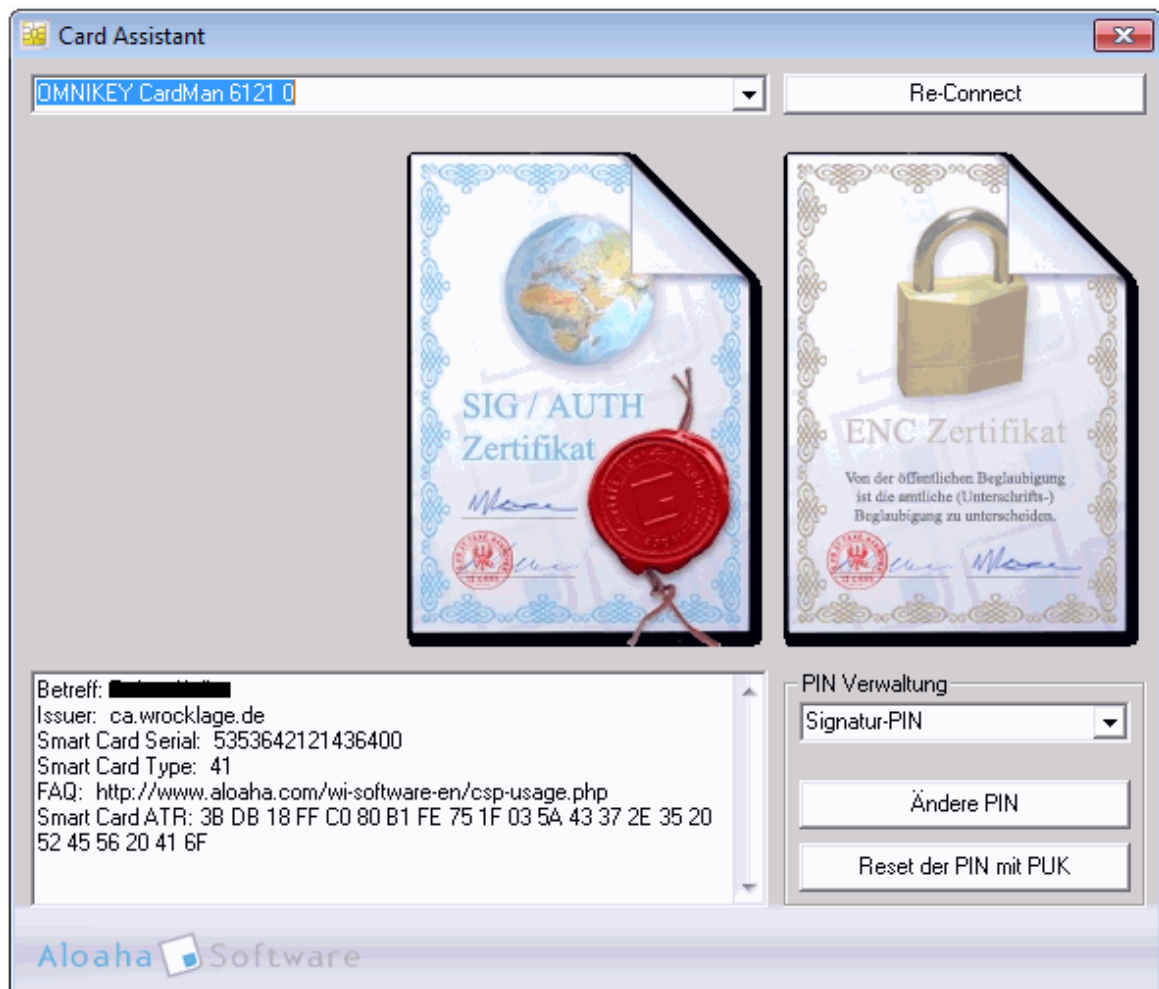 Card Assistant
OMNIKEY CardMan 6121 0
Re-Connect
SIG / AUTH
Zertifikat
ENC Zertifikat
Von der öffentlichen Beglaubigung
ist die amtliche (Unterschrifts-)
Beglaubigung zu unterscheiden.
Betreff:
Issuer: ca.wrocklage.de
Smart Card Serial: 5353642121436400
Smart Card Type: 41
FAQ: http://www.aloaha.com/wi-software-en/csp-usage.php
Smart Card ATR: 3B DB 18 FF C0 80 B1 FE 75 1F 03 5A 43 37 2E 35 20
52 45 56 20 41 6F
PIN Verwaltung
Signatur-PIN
Ändere PIN
Reset der PIN mit PUK
Aloaha Software